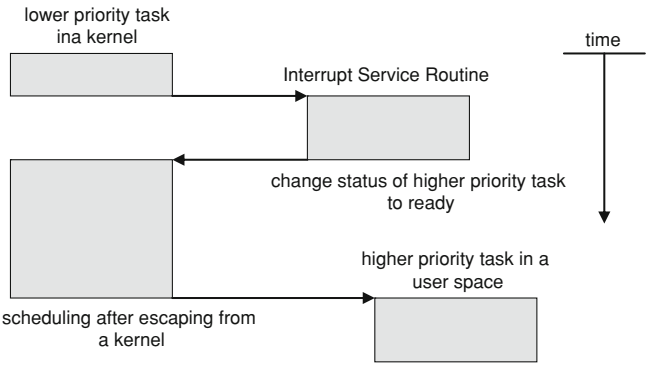 lower priority task
ina kernel
time
Interrupt Service Routine
change status of higher priority task
to ready
higher priority task in a
user space
scheduling after escaping from
a kernel